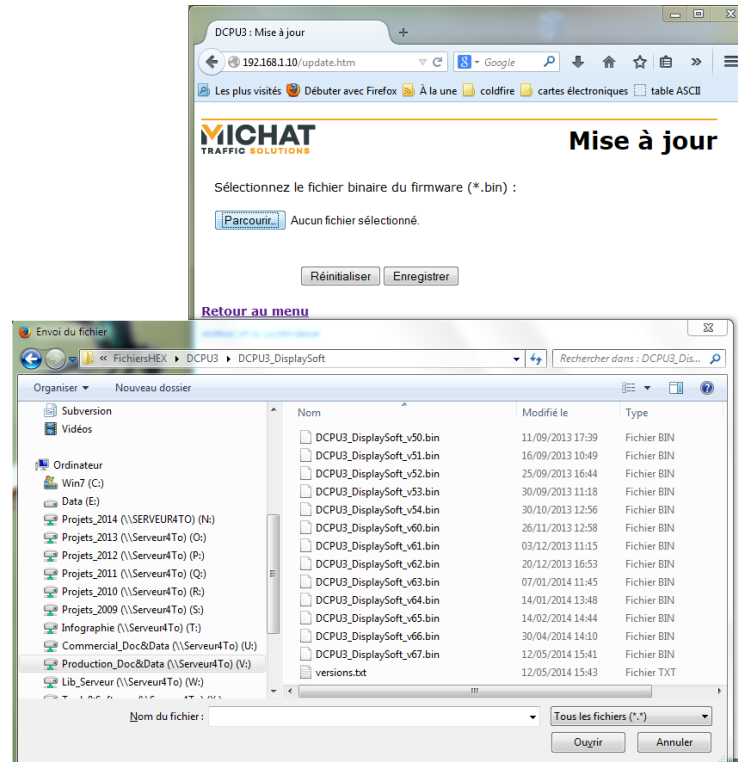 DCPU3 : Mise à jour
192.168.1.10/update.htm
Google
Les plus visités
Débuter avec Firefox
À la une
coldfire
cartes électroniques
table ASCII
MICHAT
TRAFFIC SOLUTIONS
Mise à jour
Sélectionnez le fichier binaire du firmware (*.bin) :
Parcourir... Aucun fichier sélectionné.
Réinitialiser Enregistrer
Retour au menu
Envoi du fichier
« FichiersHEX DCPU3 DCPU3_DisplaySoft
Rechercher dans : DCPU3_Dis...
Organiser Nouveau dossier
Subversion
Vidéos
Ordinateur
Win7 (C:)
Data (E:)
Projets_2014 (\\SERVEUR4TO) (N:)
Projets_2013 (\\Serveur4To) (O:)
Projets_2012 (\\Serveur4To) (P:)
Projets_2011 (\\Serveur4To) (Q:)
Projets_2010 (\\Serveur4To) (R:)
Projets_2009 (\\Serveur4To) (S:)
Infographie (\\Serveur4To) (T:)
Commercial_Doc&Data (\\Serveur4To) (U:)
Production_Doc&Data (\\Serveur4To) (V:)
Lib_Serveur (\\Serveur4To) (W:)
Nom Modifié le Type
DCPU3_DisplaySoft_v50.bin 11/09/2013 17:39 Fichier BIN
DCPU3_DisplaySoft_v51.bin 16/09/2013 10:49 Fichier BIN
DCPU3_DisplaySoft_v52.bin 25/09/2013 16:44 Fichier BIN
DCPU3_DisplaySoft_v53.bin 30/09/2013 11:18 Fichier BIN
DCPU3_DisplaySoft_v54.bin 30/10/2013 12:56 Fichier BIN
DCPU3_DisplaySoft_v60.bin 26/11/2013 12:58 Fichier BIN
DCPU3_DisplaySoft_v61.bin 03/12/2013 11:15 Fichier BIN
DCPU3_DisplaySoft_v62.bin 20/12/2013 16:53 Fichier BIN
DCPU3_DisplaySoft_v63.bin 07/01/2014 11:45 Fichier BIN
DCPU3_DisplaySoft_v64.bin 14/01/2014 13:48 Fichier BIN
DCPU3_DisplaySoft_v65.bin 14/02/2014 14:44 Fichier BIN
DCPU3_DisplaySoft_v66.bin 30/04/2014 14:10 Fichier BIN
DCPU3_DisplaySoft_v67.bin 12/05/2014 15:41 Fichier BIN
versions.txt 12/05/2014 15:43 Fichier TXT
Nom du fichier :
Tous les fichiers (*.*)
Ouvrir Annuler